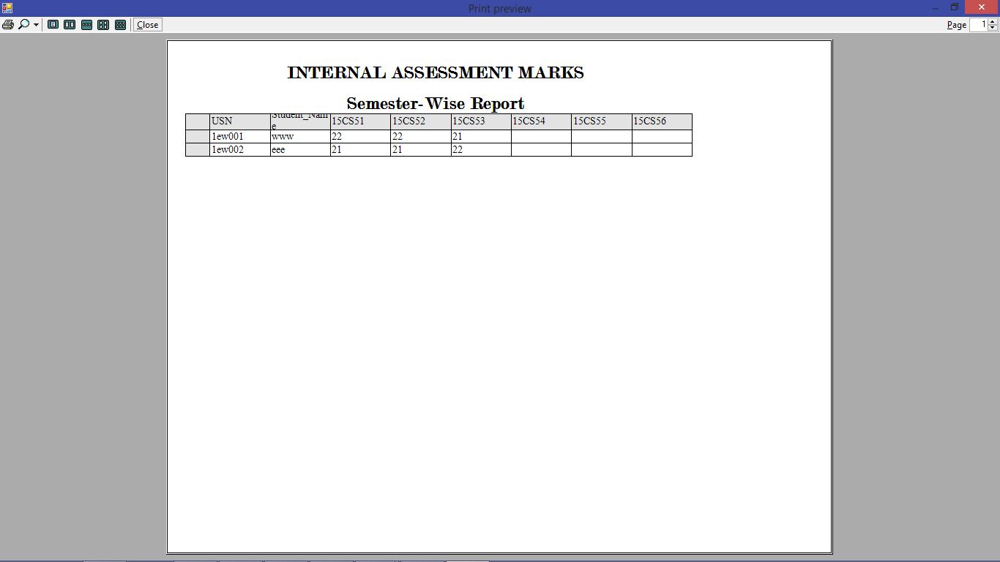 Print preview
Close
Page 1
INTERNAL ASSESSMENT MARKS
Semester-Wise Report
USN Student_Nam
e 15CS51 15CS52 15CS53 15CS54 15CS55 15CS56
1ew001 www 22 22 21
1ew002 eee 21 21 22